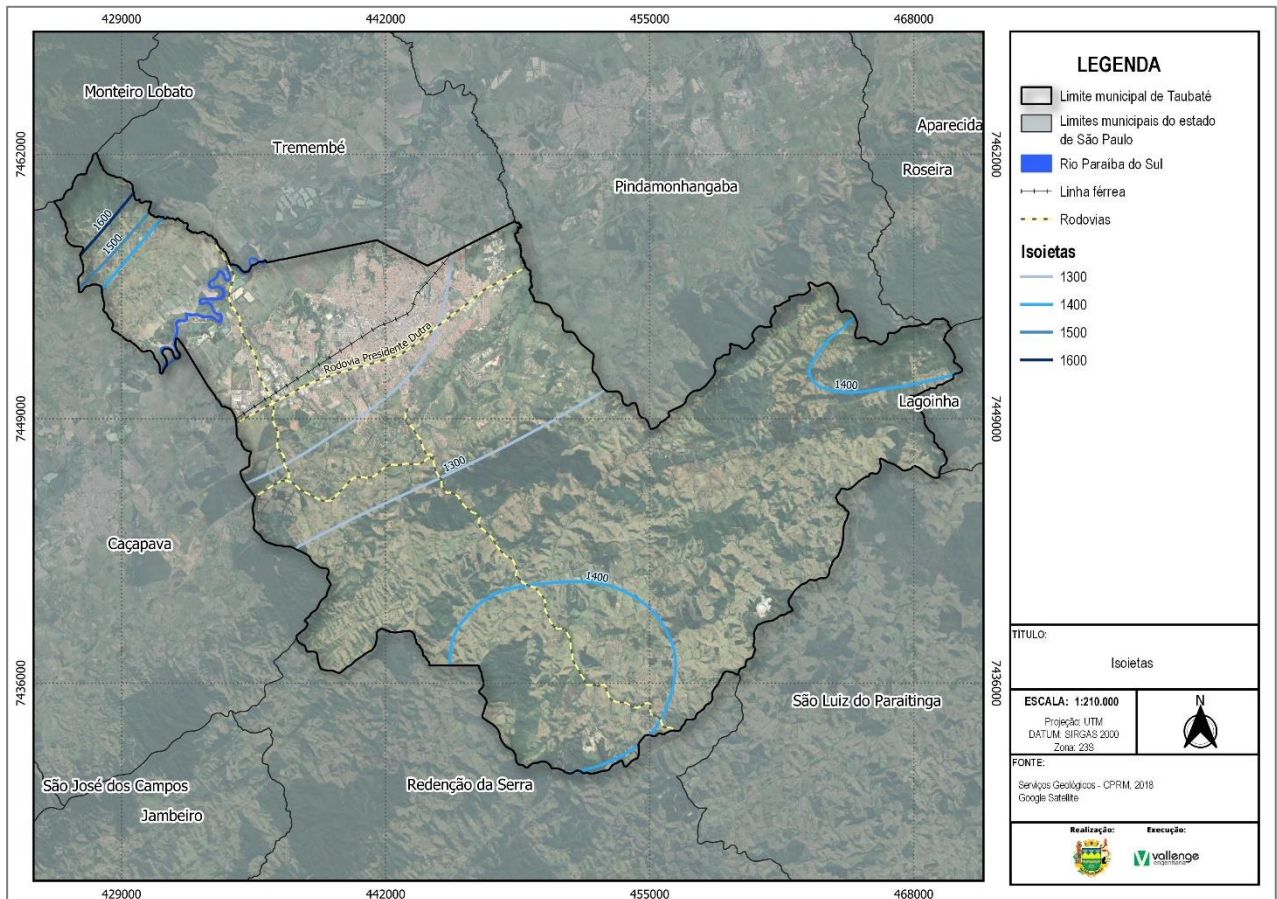 429000
442000
455000
468000
Monteiro Lobato
Tremembé
Aparecida
Roseira
Pindamonhangaba
7462000
7462000
1600
1500
Rodovia Presidente Dutra
1400
Lagoinha
7449000
7449000
1300
Caçapava
1400
7436000
7436000
São Luiz do Paraitinga
São José dos Campos
Redenção da Serra
Jambeiro
429000
442000
455000
468000
LEGENDA
Limite municipal de Taubaté
Limites municipais do estado
de São Paulo
Rio Paraiba do Sul
Linha férrea
Rodovias
Isoietas
1300
1400
1500
1600
TÍTULO:
Isoietas
ESCALA: 1:210.000
Projeção: UTM
DATUM: SIRGAS 2000
Zona: 23S
N
FONTE:
Serviços Geológicos - CPRM, 2018
Google Satellite
Realização:
Execução:
vallenge
engenharia